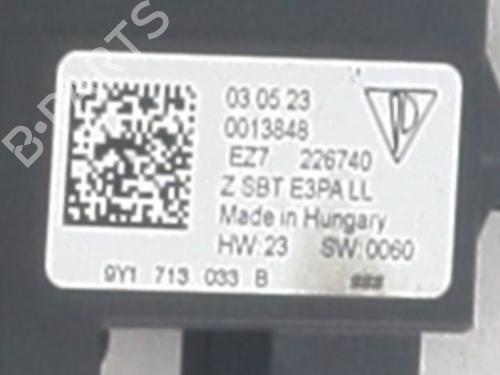 B-PARTS
03.05.23
0013848
EZ7 226740
Z SBT E3PA LL
Made in Hungary
HW:23 SW:0060
9Y1 713 033 B ###